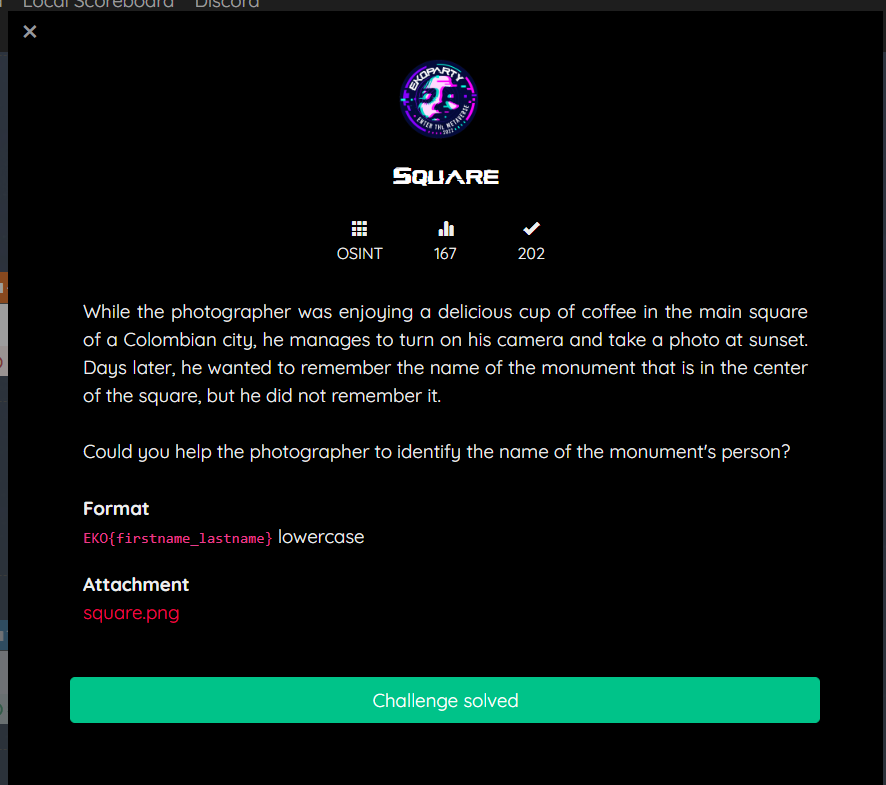 Local Scoreboard Discord
×
EKOPARTY
ENTER THE METAVERSE
2022
SQUARE
OSINT 167 202
While the photographer was enjoying a delicious cup of coffee in the main square
of a Colombian city, he manages to turn on his camera and take a photo at sunset.
Days later, he wanted to remember the name of the monument that is in the center
of the square, but he did not remember it.
Could you help the photographer to identify the name of the monument's person?
Format
EKO{firstname_lastname} lowercase
Attachment
square.png
Challenge solved